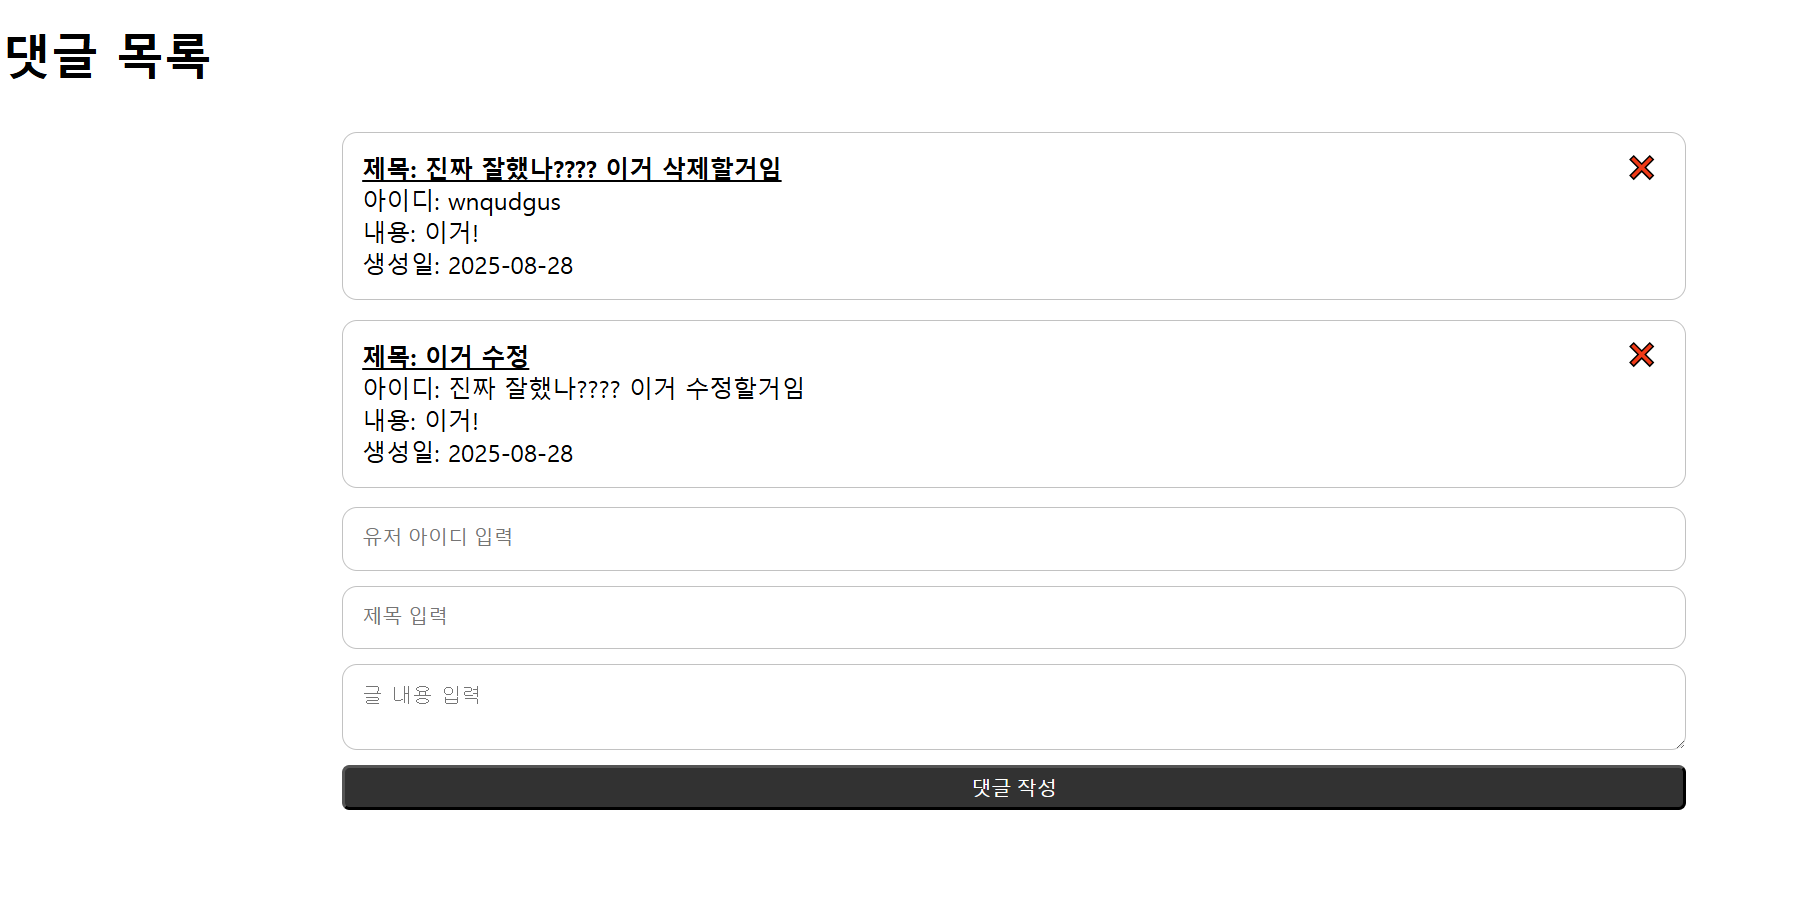 댓글 목록
제목: 진짜 잘했나???? 이거 삭제할거임
아이디: wnqudgus
내용: 이거!
생성일: 2025-08-28
제목: 이거 수정
아이디: 진짜 잘했나???? 이거 수정할거임
내용: 이거!
생성일: 2025-08-28
유저 아이디 입력
제목 입력
글 내용 입력
댓글 작성